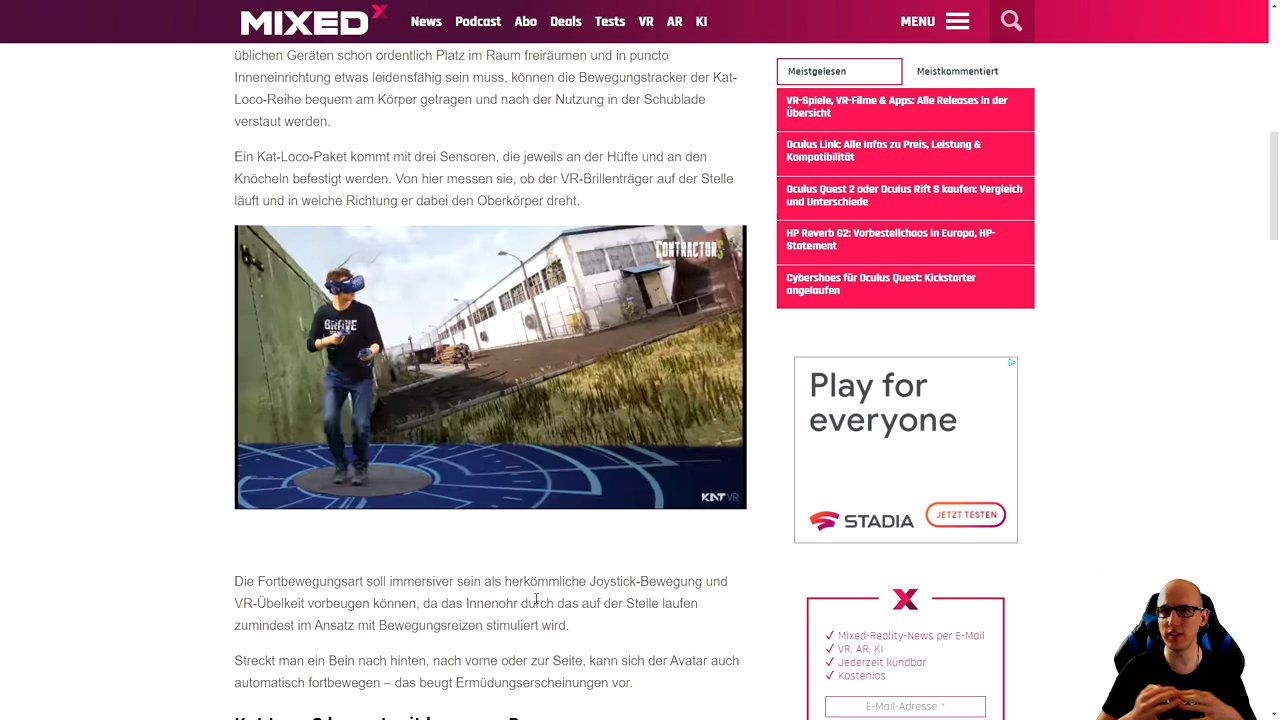 MIXED
News Podcast Abo Deals Tests VR AR KI
MENU
üblichen Geräten schon ordentlich Platz im Raum freiräumen und in puncto
Inneneinrichtung etwas leidensfähig sein muss, können die Bewegungstracker der Kat-
Loco-Reihe bequem am Körper getragen und nach der Nutzung in der Schublade
verstaut werden.
Ein Kat-Loco-Paket kommt mit drei Sensoren, die jeweils an der Hüfte und an den
Knöcheln befestigt werden. Von hier messen sie, ob der VR-Brillenträger auf der Stelle
läuft und in welche Richtung er dabei den Oberkörper dreht.
CONTRACTORS
KAT VR
Die Fortbewegungsart soll immersiver sein als herkömmliche Joystick-Bewegung und
VR-Übelkeit vorbeugen können, da das Innenohr durch das auf der Stelle laufen
zumindest im Ansatz mit Bewegungsreizen stimuliert wird.
Streckt man ein Bein nach hinten, nach vorne oder zur Seite, kann sich der Avatar auch
automatisch fortbewegen – das beugt Ermüdungserscheinungen vor.
Meistgelesen
Meistkommentiert
VR-Spiele, VR-Filme & Apps: Alle Releases in der
Übersicht
Oculus Link: Alle Infos zu Preis, Leistung &
Kompatibilität
Oculus Quest 2 oder Oculus Rift S kaufen: Vergleich
und Unterschiede
HP Reverb G2: Vorbestellchaos in Europa, HP-
Statement
Cybershoes für Oculus Quest: Kickstarter
angelaufen
Play for
everyone
STADIA
JETZT TESTEN
✓ Mixed-Reality-News per E-Mail
✓ VR, AR, KI
✓ Jederzeit kündbar
✓ Kostenlos
E-Mail-Adresse *